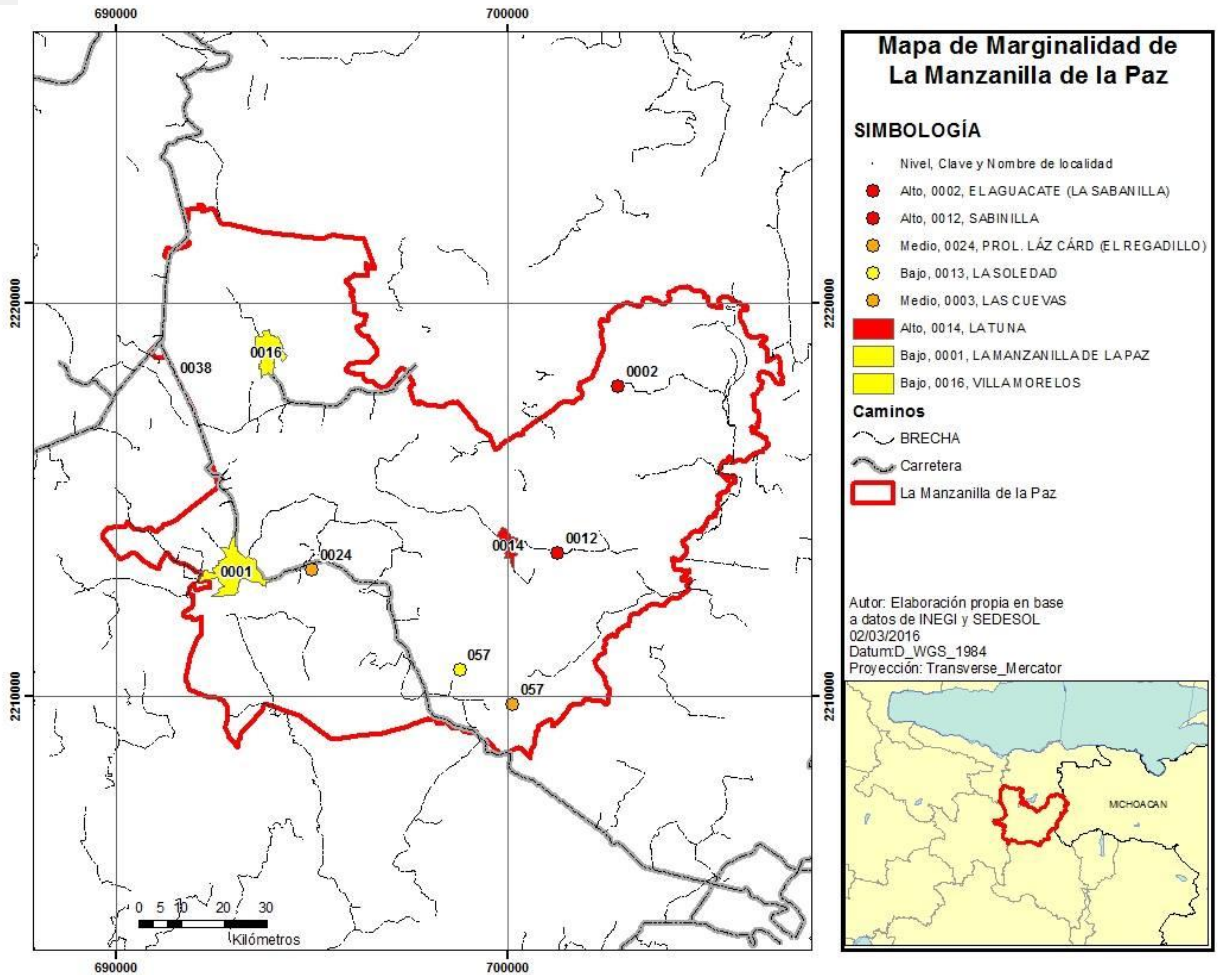 690000
700000
2220000
2220000
0016
0038
0002
0014
0012
0001
0024
057
057
2210000
2210000
0 5 10 20 30
Kilómetros
690000
700000
Mapa de Marginalidad de
La Manzanilla de la Paz
SIMBOLOGÍA
Nivel, Clave y Nombre de localidad
Alto, 0002, EL AGUACATE (LA SABANILLA)
Alto, 0012, SABINILLA
Medio, 0024, PROL. LÁZ CÁRD (EL REGADILLO)
Bajo, 0013, LA SOLEDAD
Medio, 0003, LAS CUEVAS
Alto, 0014, LA TUNA
Bajo, 0001, LA MANZANILLA DE LA PAZ
Bajo, 0016, VILLA MORELOS
Caminos
BRECHA
Carretera
La Manzanilla de la Paz
Autor: Elaboración propia en base
a datos de INEGI y SEDESOL
02/03/2016
Datum:D_WGS_1984
Proyección: Transverse_Mercator
MICHOACAN